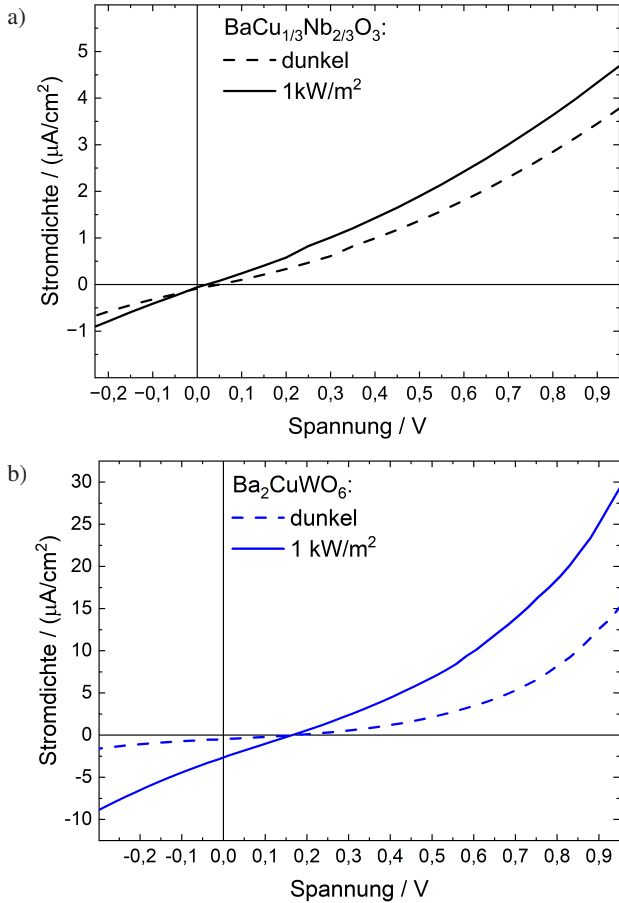 a)
BaCu1/3Nb2/3O3:
dunkel
1kW/m²
Stromdichte / (µA/cm²)
5
4
3
2
1
0
−1
−0,2 −0,1 0,0 0,1 0,2 0,3 0,4 0,5 0,6 0,7 0,8 0,9
Spannung / V
b)
Ba2CuWO6:
dunkel
1 kW/m²
Stromdichte / (µA/cm²)
30
25
20
15
10
5
0
-5
-10
-0,2 -0,1 0,0 0,1 0,2 0,3 0,4 0,5 0,6 0,7 0,8 0,9
Spannung / V